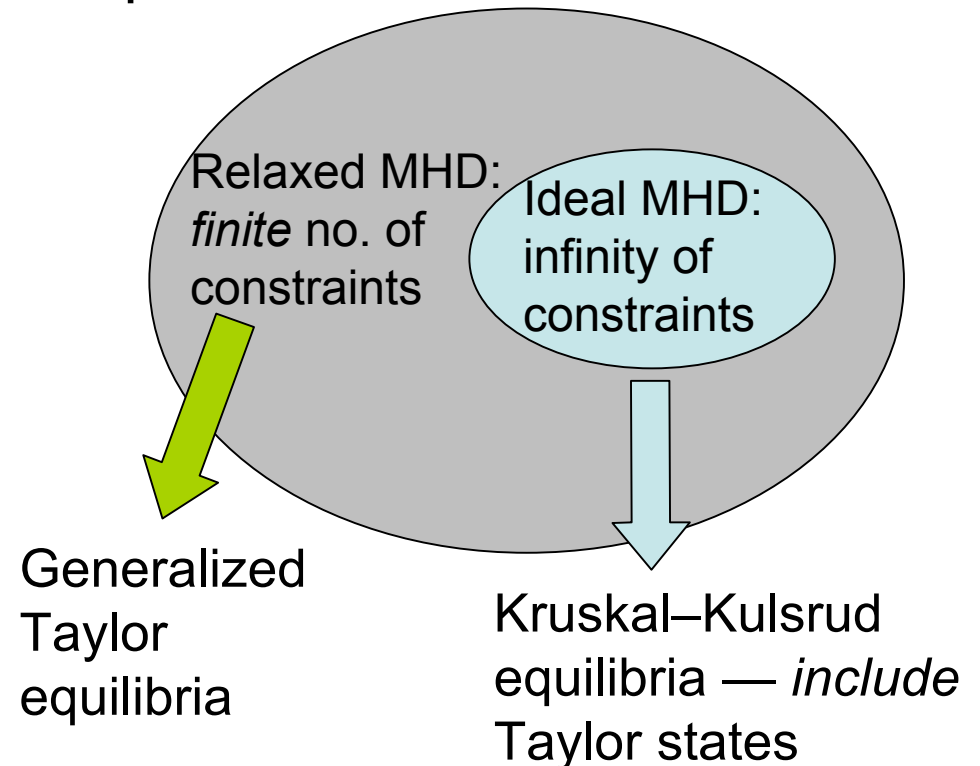 Relaxed MHD:
finite no. of
constraints
Ideal MHD:
infinity of
constraints
Generalized
Taylor
equilibria
Kruskal–Kulsrud
equilibria — include
Taylor states